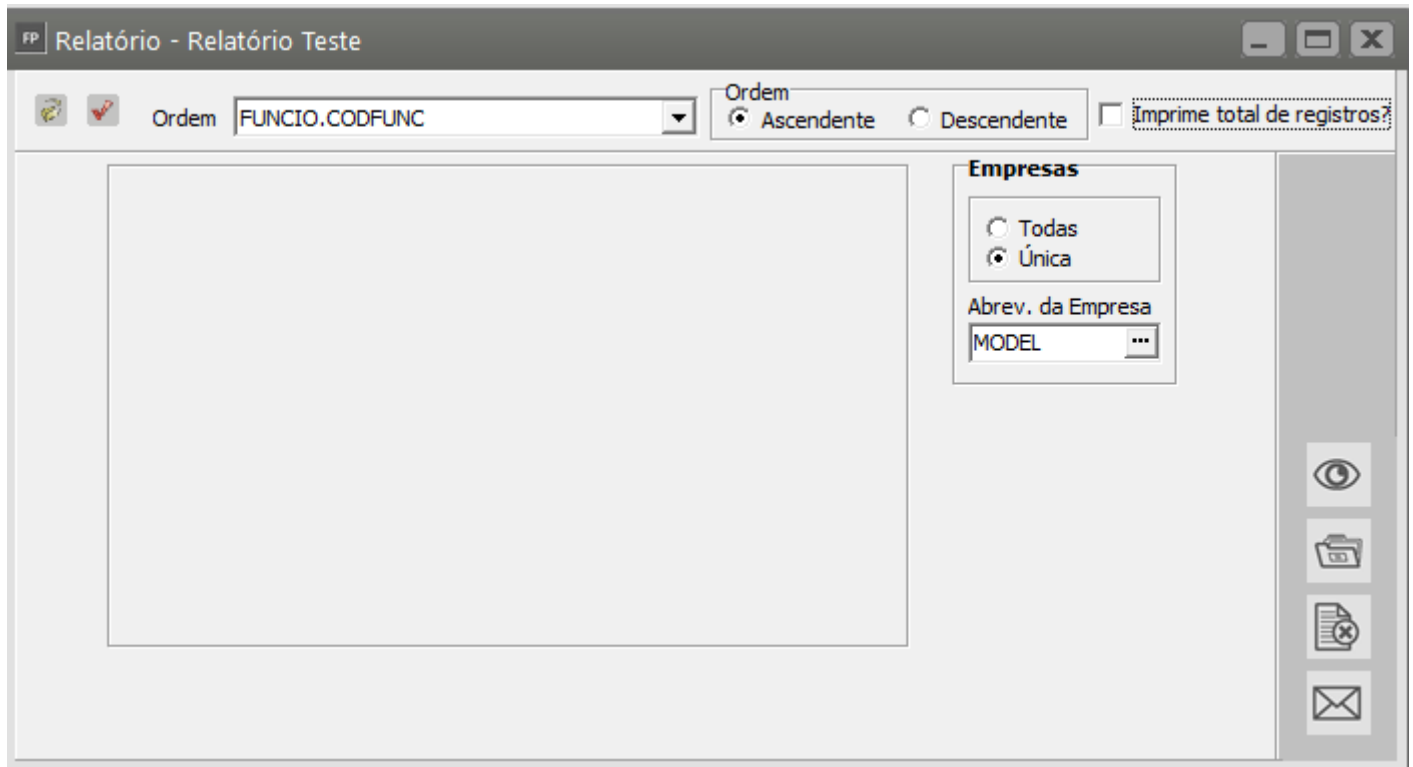 FP Relatório - Relatório Teste
Ordem
Ordem FUNCIO.CODFUNC Ascendente Descendente Imprime total de registros?
Empresas
Todas
Única
Abrev. da Empresa
MODEL ...